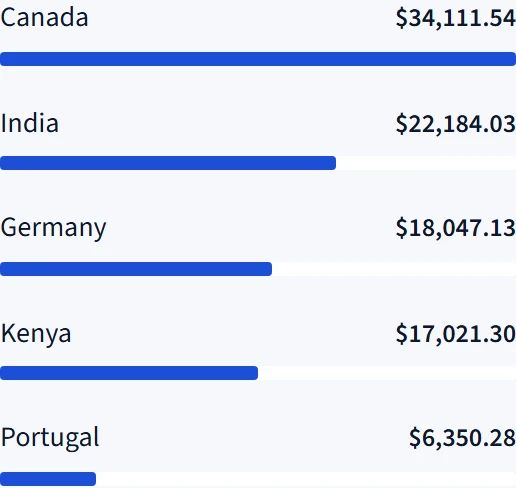 Canada $34,111.54
India $22,184.03
Germany $18,047.13
Kenya $17,021.30
Portugal $6,350.28